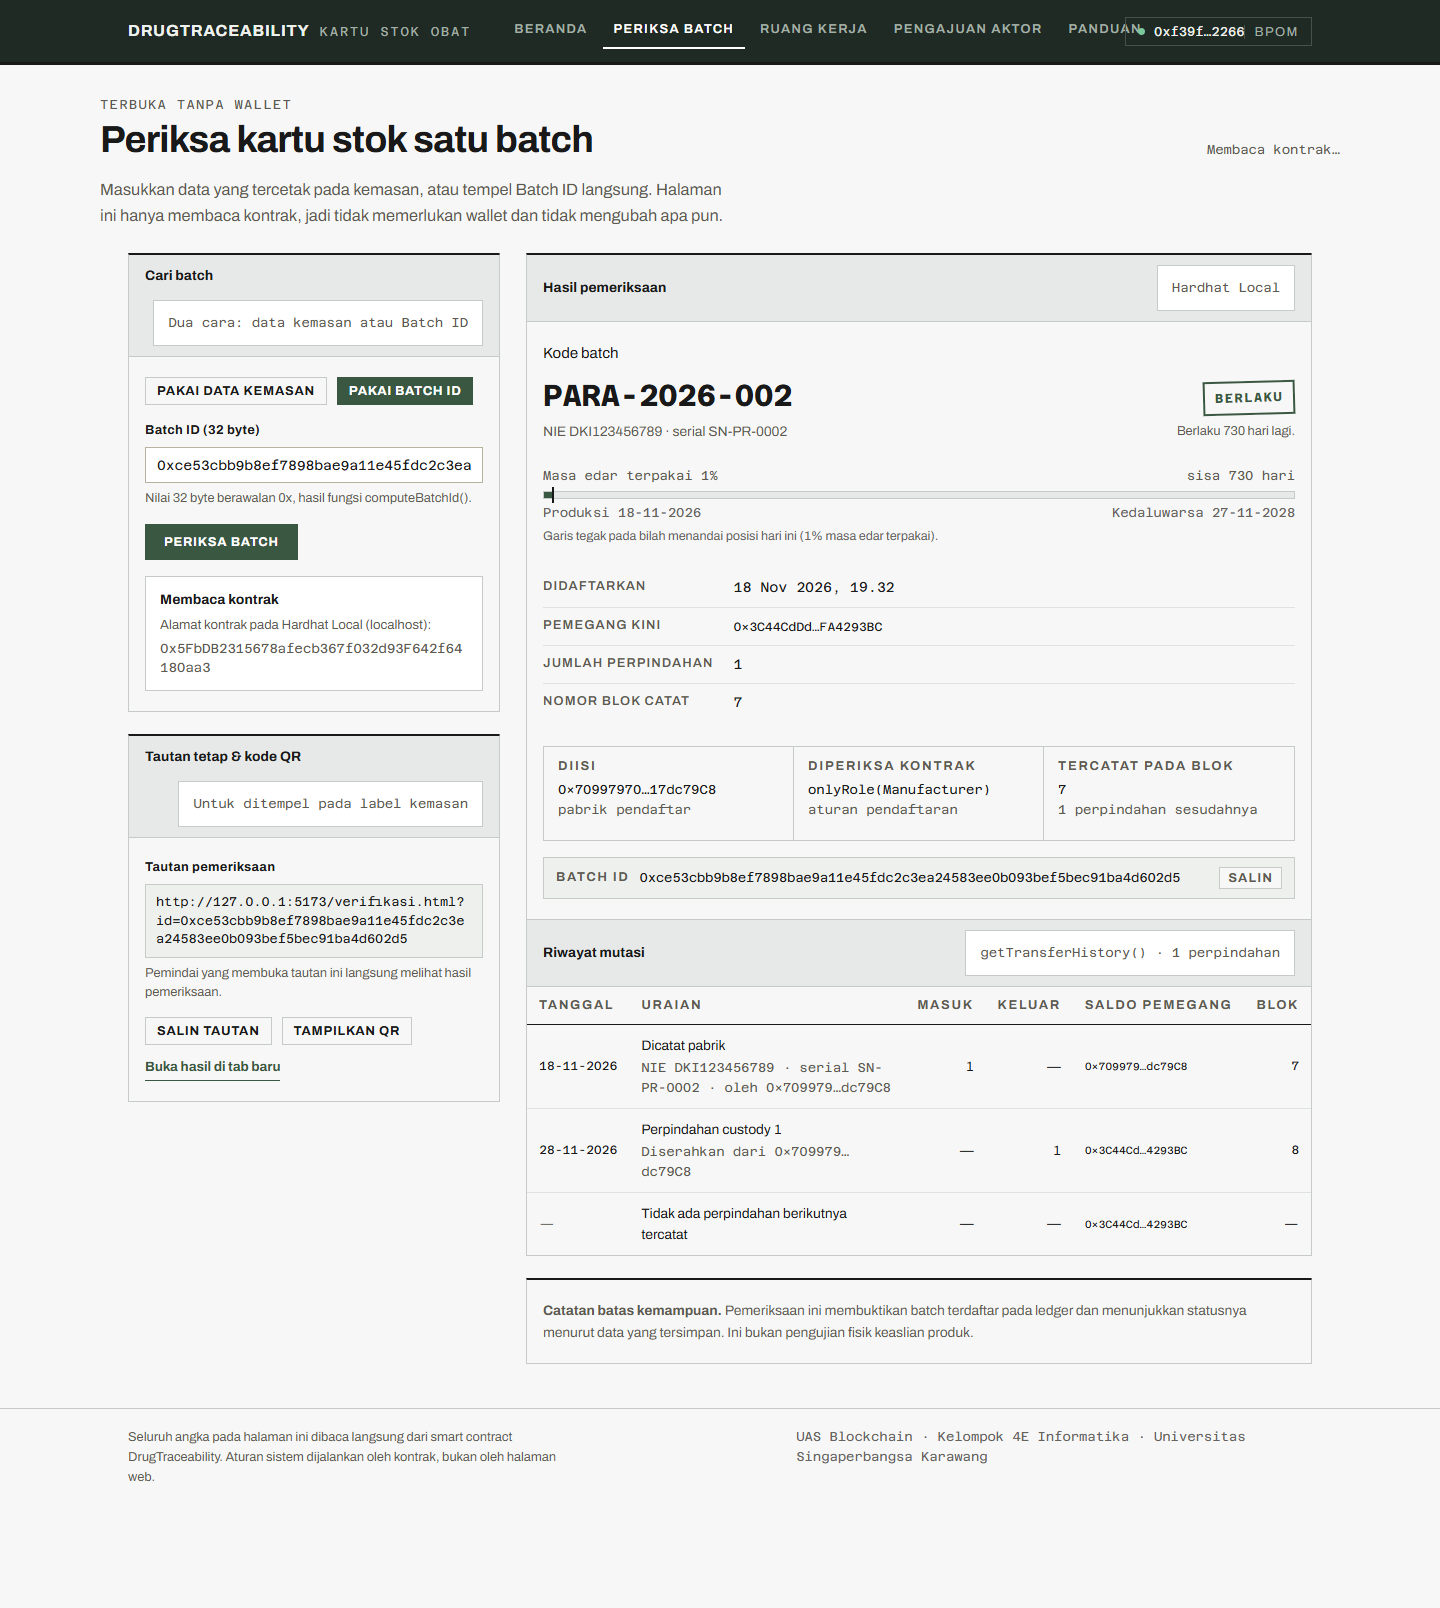 DRUGTRACEABILITY KARTU STOK OBAT
BERANDA
PERIKSA BATCH
RUANG KERJA
PENGAJUAN AKTOR
PANDUAN
0xf39f…2266 BPOM
TERBUKA TANPA WALLET
Periksa kartu stok satu batch
Membaca kontrak…
Masukkan data yang tercetak pada kemasan, atau tempel Batch ID langsung. Halaman
ini hanya membaca kontrak, jadi tidak memerlukan wallet dan tidak mengubah apa pun.
Cari batch
Dua cara: data kemasan atau Batch ID
PAKAI DATA KEMASAN
PAKAI BATCH ID
Batch ID (32 byte)
0xce53cbb9b8ef7898bae9a11e45fdc2c3ea
Nilai 32 byte berawalan 0x, hasil fungsi computeBatchId().
PERIKSA BATCH
Membaca kontrak
Alamat kontrak pada Hardhat Local (localhost):
0x5FbDB2315678afecb367f032d93F642f64
180aa3
Tautan tetap & kode QR
Untuk ditempel pada label kemasan
Tautan pemeriksaan
http://127.0.0.1:5173/verifikasi.html?
id=0xce53cbb9b8ef7898bae9a11e45fdc2c3e
a24583ee0b093bef5bec91ba4d602d5
Pemindai yang membuka tautan ini langsung melihat hasil
pemeriksaan.
SALIN TAUTAN
TAMPILKAN QR
Buka hasil di tab baru
Hasil pemeriksaan
Hardhat Local
Kode batch
PARA-2026-002
BERLAKU
NIE DKI123456789 · serial SN-PR-0002
Berlaku 730 hari lagi.
Masa edar terpakai 1%
sisa 730 hari
Produksi 18-11-2026
Kedaluwarsa 27-11-2028
Garis tegak pada bilah menandai posisi hari ini (1% masa edar terpakai).
DIDAFTARKAN 18 Nov 2026, 19.32
PEMEGANG KINI 0×3C44CdDd…FA4293BC
JUMLAH PERPINDAHAN 1
NOMOR BLOK CATAT 7
DIISI
0×70997970…17dc79C8
pabrik pendaftar
DIPERIKSA KONTRAK
onlyRole(Manufacturer)
aturan pendaftaran
TERCATAT PADA BLOK
7
1 perpindahan sesudahnya
BATCH ID 0xce53cbb9b8ef7898bae9a11e45fdc2c3ea24583ee0b093bef5bec91ba4d602d5 SALIN
Riwayat mutasi
getTransferHistory() · 1 perpindahan
TANGGAL URAIAN MASUK KELUAR SALDO PEMEGANG BLOK
Dicatat pabrik
18-11-2026 NIE DKI123456789 · serial SN- 1 — 0×709979…dc79C8 7
PR-0002 · oleh 0×709979…dc79C8
Perpindahan custody 1
28-11-2026 Diserahkan dari 0×709979… — 1 0×3C44Cd…4293BC 8
dc79C8
— Tidak ada perpindahan berikutnya — — 0×3C44Cd…4293BC —
tercatat
Catatan batas kemampuan. Pemeriksaan ini membuktikan batch terdaftar pada ledger dan menunjukkan statusnya
menurut data yang tersimpan. Ini bukan pengujian fisik keaslian produk.
Seluruh angka pada halaman ini dibaca langsung dari smart contract
DrugTraceability. Aturan sistem dijalankan oleh kontrak, bukan oleh halaman
web.
UAS Blockchain · Kelompok 4E Informatika · Universitas
Singaperbangsa Karawang